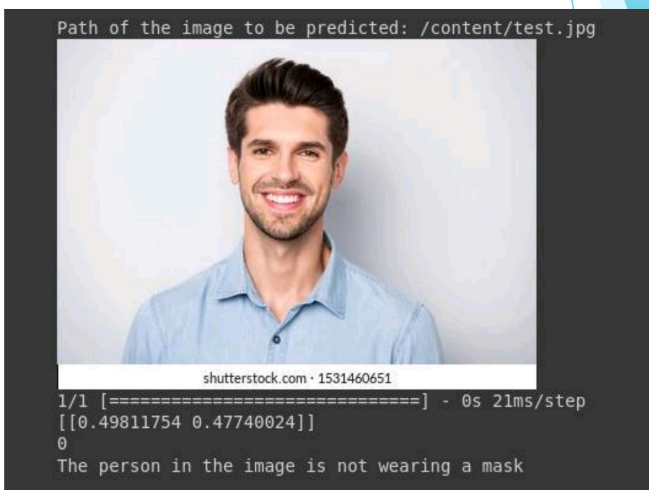 Path of the image to be predicted: /content/test.jpg
shutterstock.com · 1531460651
1/1 [==============================] - 0s 21ms/step
[[0.49811754 0.47740024]]
0
The person in the image is not wearing a mask